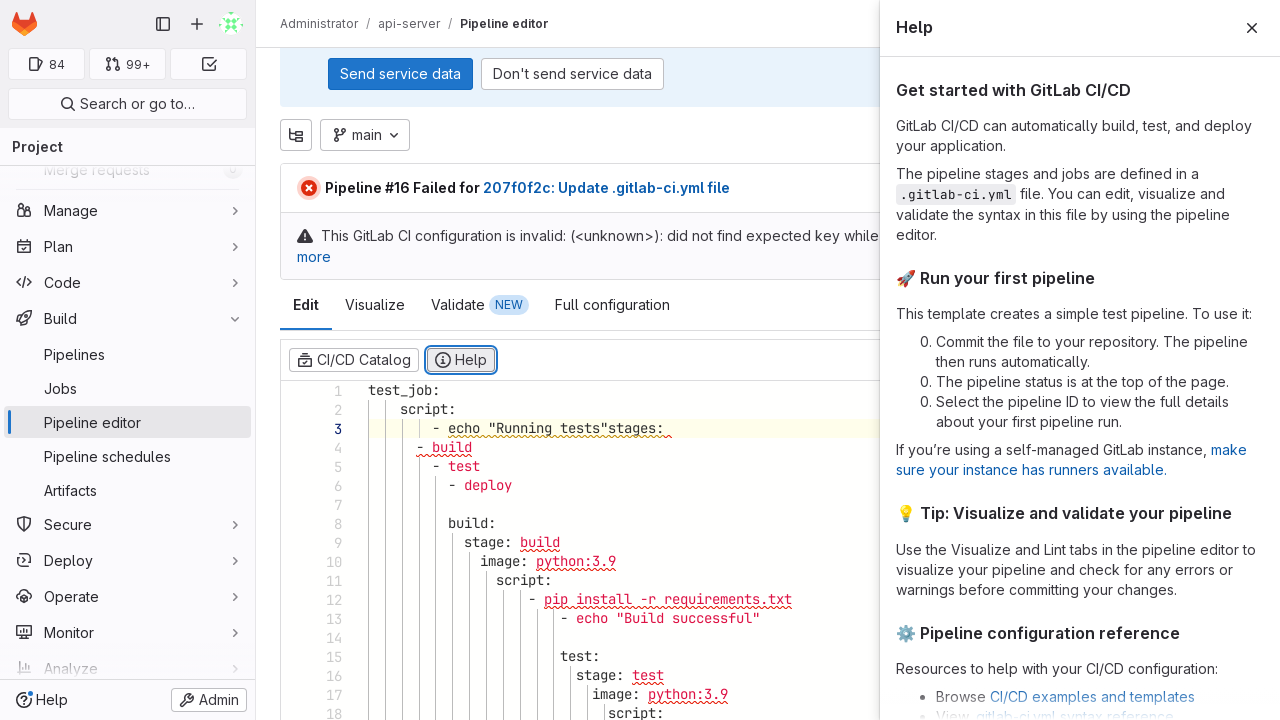 84
99+
Search or go to…
Project
Merge requests
Manage
Plan
Code
Build
Pipelines
Jobs
Pipeline editor
Pipeline schedules
Artifacts
Secure
Deploy
Operate
Monitor
Analyze
Help
Admin
Administrator / api-server / Pipeline editor
Send service data
Don't send service data
main
Pipeline #16 Failed for 207f0f2c: Update .gitlab-ci.yml file
This GitLab CI configuration is invalid: (<unknown>): did not find expected key while
more
Edit
Visualize
Validate NEW
Full configuration
CI/CD Catalog
Help
1 test_job:
2 script:
3 - echo "Running tests"stages:
4 - build
5 - test
6 - deploy
7
8 build:
9 stage: build
10 image: python:3.9
11 script:
12 - pip install -r requirements.txt
13 - echo "Build successful"
14
15 test:
16 stage: test
17 image: python:3.9
18 script:
Help
Get started with GitLab CI/CD
GitLab CI/CD can automatically build, test, and deploy
your application.
The pipeline stages and jobs are defined in a
.gitlab-ci.yml file. You can edit, visualize and
validate the syntax in this file by using the pipeline
editor.
🚀 Run your first pipeline
This template creates a simple test pipeline. To use it:
0. Commit the file to your repository. The pipeline
then runs automatically.
0. The pipeline status is at the top of the page.
0. Select the pipeline ID to view the full details
about your first pipeline run.
If you’re using a self-managed GitLab instance, make
sure your instance has runners available.
💡 Tip: Visualize and validate your pipeline
Use the Visualize and Lint tabs in the pipeline editor to
visualize your pipeline and check for any errors or
warnings before committing your changes.
⚙️ Pipeline configuration reference
Resources to help with your CI/CD configuration:
• Browse CI/CD examples and templates
• View .gitlab-ci.yml syntax reference